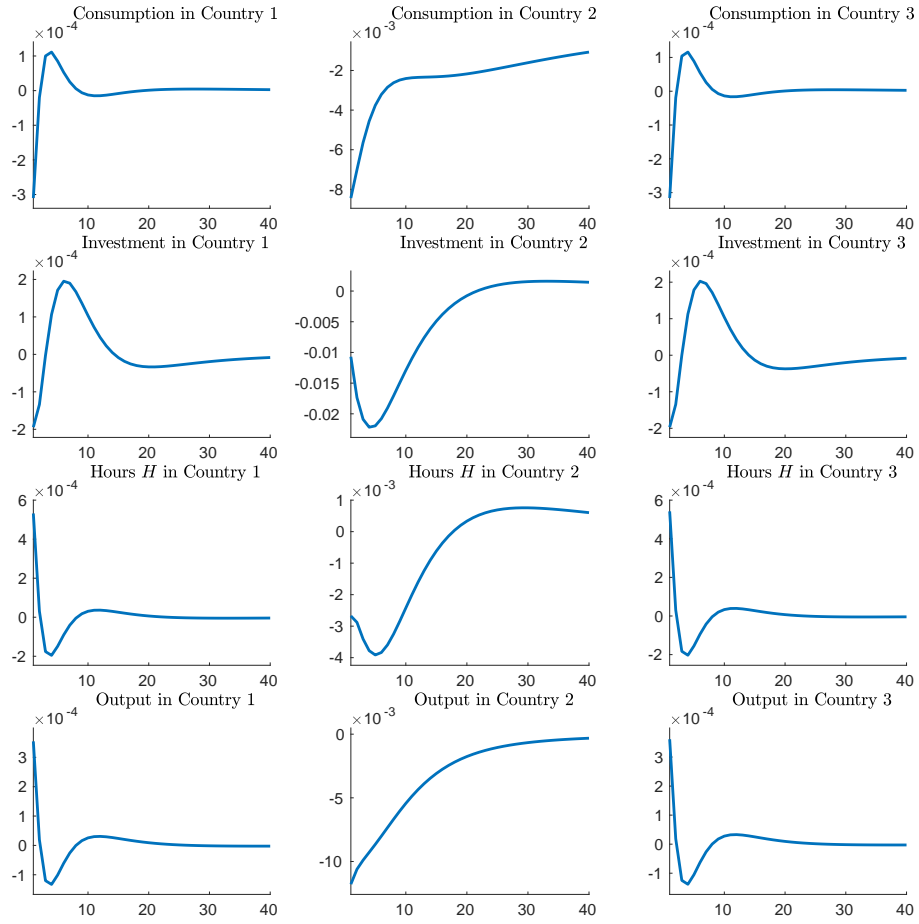 Consumption in Country 1 Consumption in Country 2 Consumption in Country 3
×10-4 ×10-3 ×10-4
1 0 -1 -2 -3
-2 -4 -6 -8
1 0 -1 -2 -3
10 20 30 40 10 20 30 40 10 20 30 40
Investment in Country 1 Investment in Country 2 Investment in Country 3
×10-4 ×10-4
2 1 0 -1 -2
0 -0.005 -0.01 -0.015 -0.02
2 1 0 -1 -2
10 20 30 40 10 20 30 40 10 20 30 40
Hours H in Country 1 Hours H in Country 2 Hours H in Country 3
×10-4 ×10-3 ×10-4
6 4 2 0 -2
1 0 -1 -2 -3 -4
6 4 2 0 -2
10 20 30 40 10 20 30 40 10 20 30 40
Output in Country 1 Output in Country 2 Output in Country 3
×10-4 ×10-3 ×10-4
3 2 1 0 -1
0 -5 -10
3 2 1 0 -1
10 20 30 40 10 20 30 40 10 20 30 40